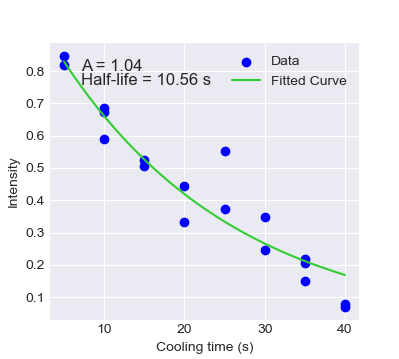 A = 1.04
Half-life = 10.56 s
Data
Fitted Curve
Intensity
0.8
0.7
0.6
0.5
0.4
0.3
0.2
0.1
10
20
30
40
Cooling time (s)